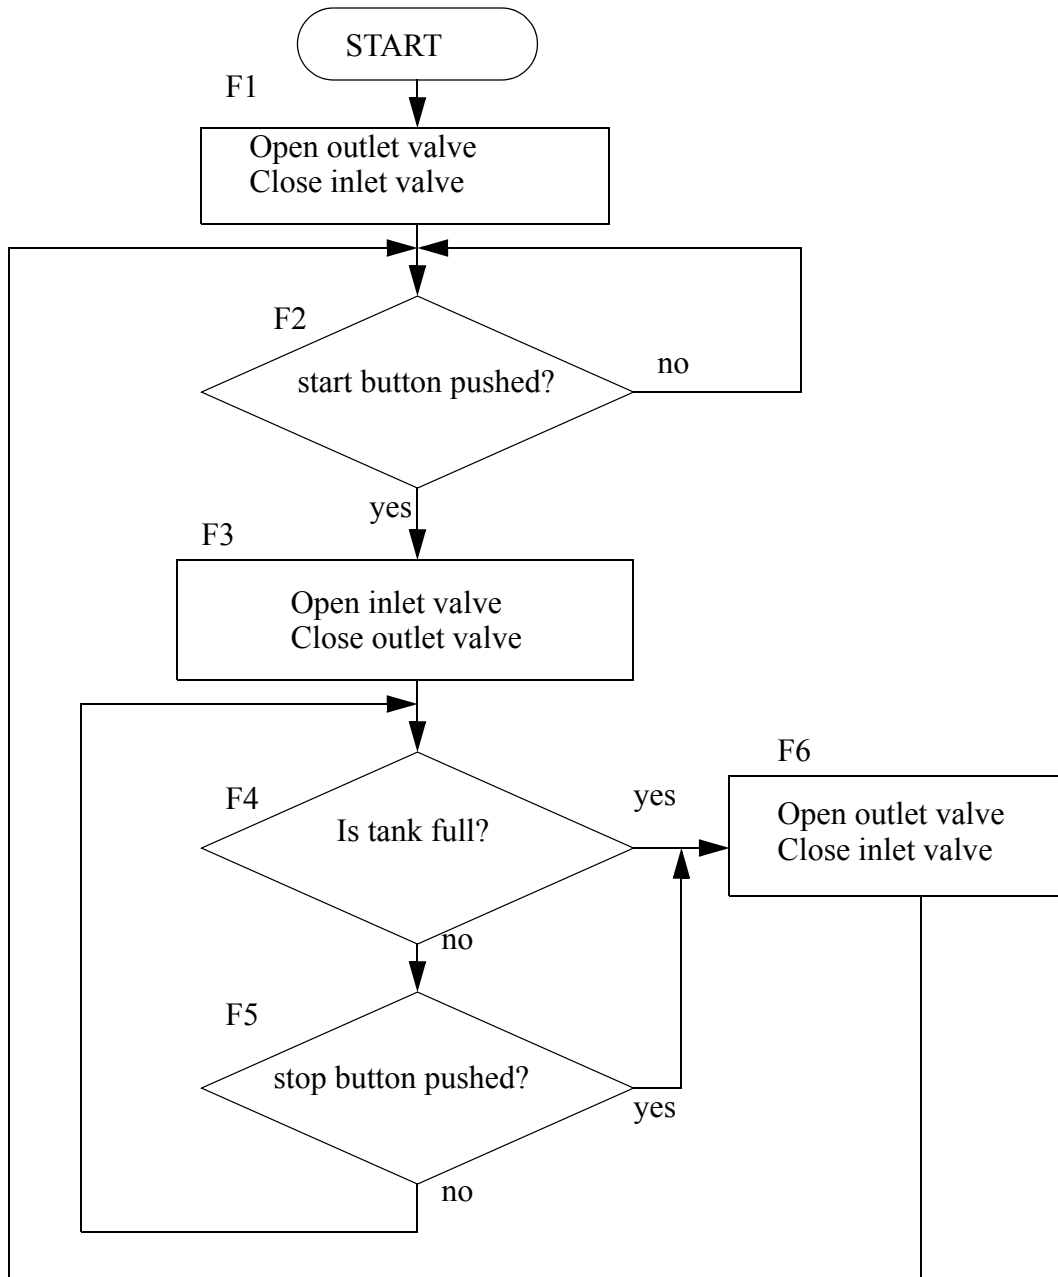 START
F1
Open outlet valve
Close inlet valve
F2
start button pushed?
no
yes
F3
Open inlet valve
Close outlet valve
F4
Is tank full?
yes
no
F6
Open outlet valve
Close inlet valve
F5
stop button pushed?
yes
no